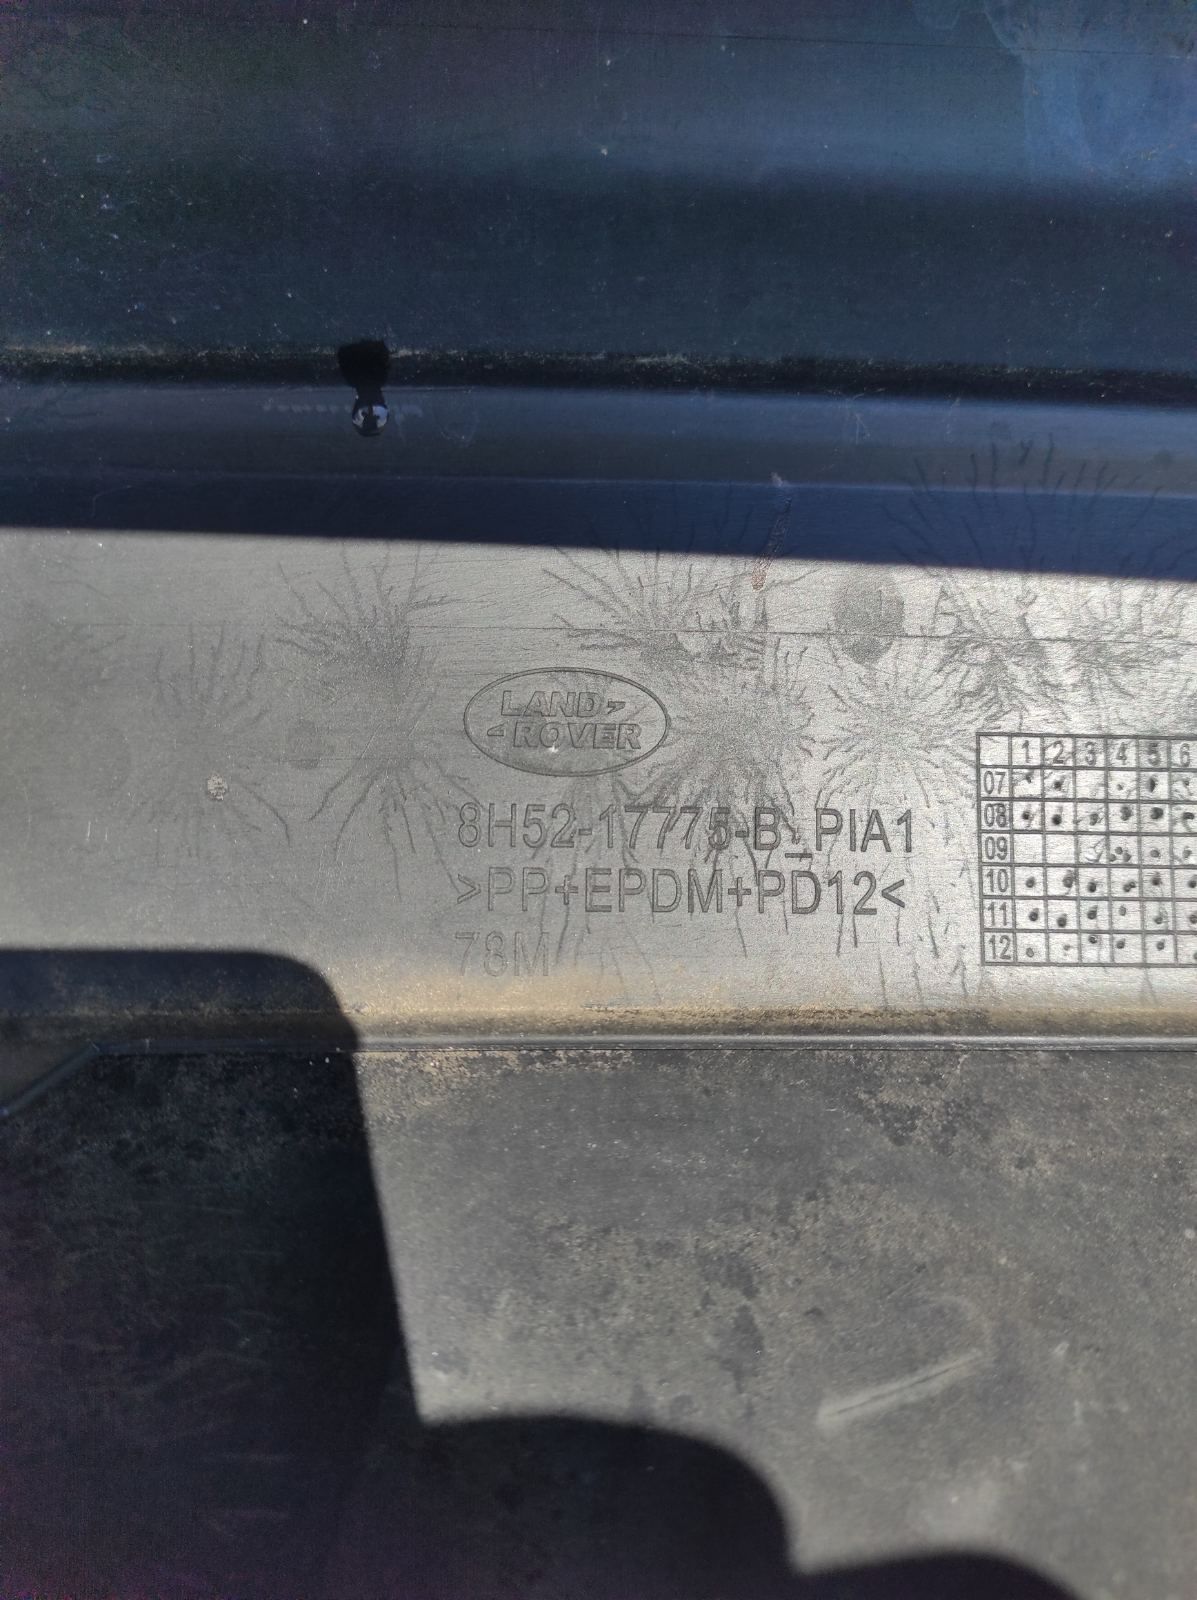 LAND
ROVER
8H52-17775-B_PIA1
>PP+EPDM+PD12<
78M
1 2 3 4 5 6
07
08
09
10
11
12